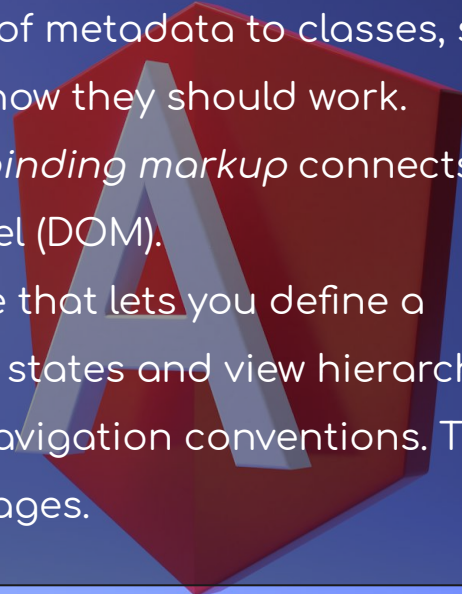 of metadata to classes, s
how they should work.
binding markup connects
el (DOM).
e that lets you define a
states and view hierarch
avigation conventions. T
ages.